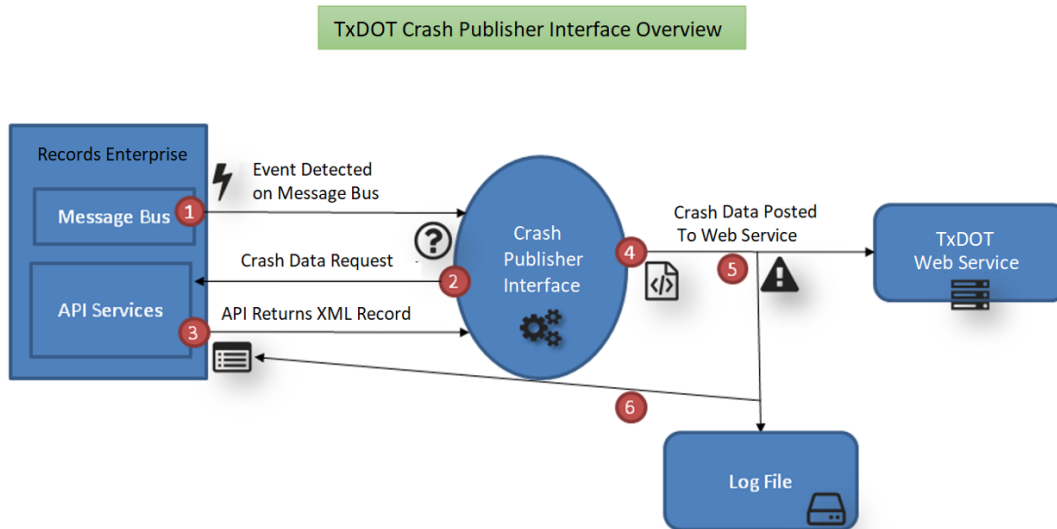 TxDOT Crash Publisher Interface Overview
Records Enterprise
Message Bus
1
Event Detected
on Message Bus
?
Crash Data Request
2
API Services
3
API Returns XML Record
Crash
Publisher
Interface
4
</>
Crash Data Posted
To Web Service
5
!
TxDOT
Web Service
6
Log File